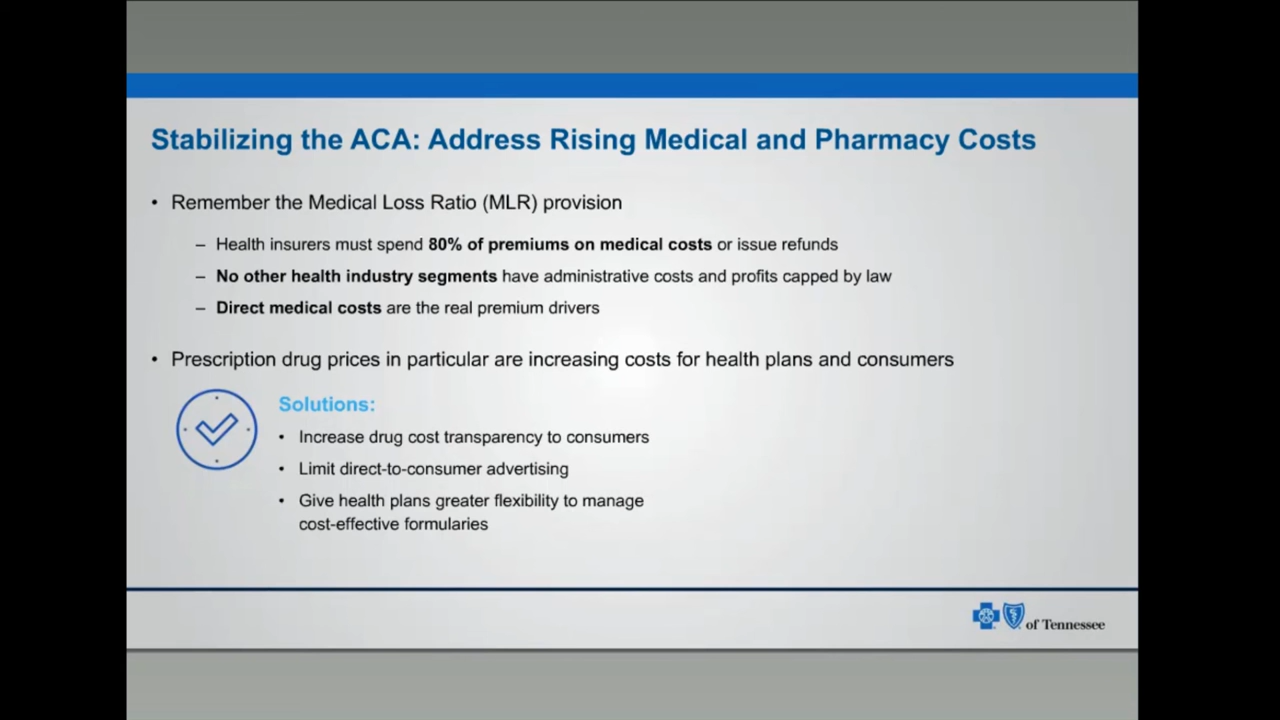 Stabilizing the ACA: Address Rising Medical and Pharmacy Costs
• Remember the Medical Loss Ratio (MLR) provision
– Health insurers must spend 80% of premiums on medical costs or issue refunds
– No other health industry segments have administrative costs and profits capped by law
– Direct medical costs are the real premium drivers
• Prescription drug prices in particular are increasing costs for health plans and consumers
Solutions:
• Increase drug cost transparency to consumers
• Limit direct-to-consumer advertising
• Give health plans greater flexibility to manage
cost-effective formularies
of Tennessee